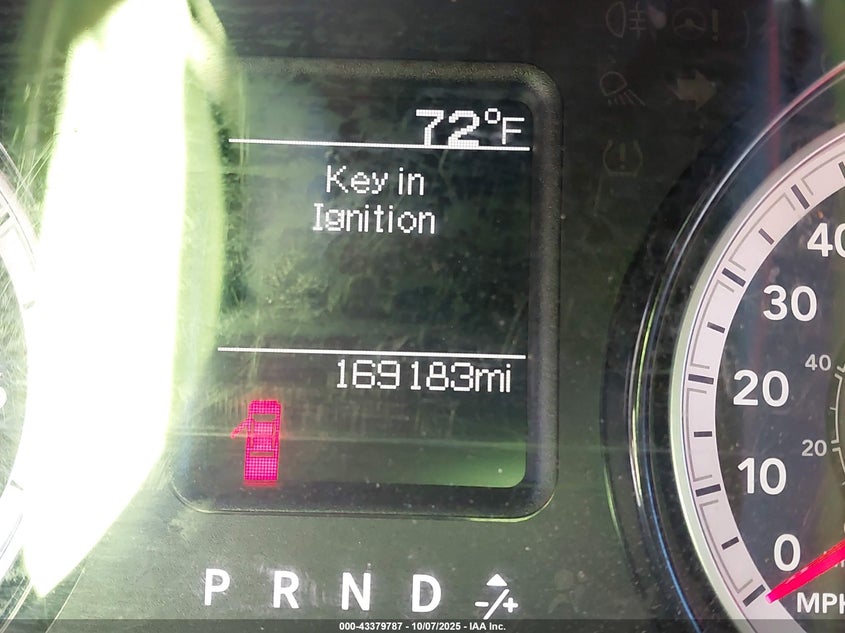 72°F
Key in
Ignition
169183mi
P R N D -/+
40
30
20
10
0
MPH
40
20
000-43379787 - 10/07/2025 - IAA Inc.